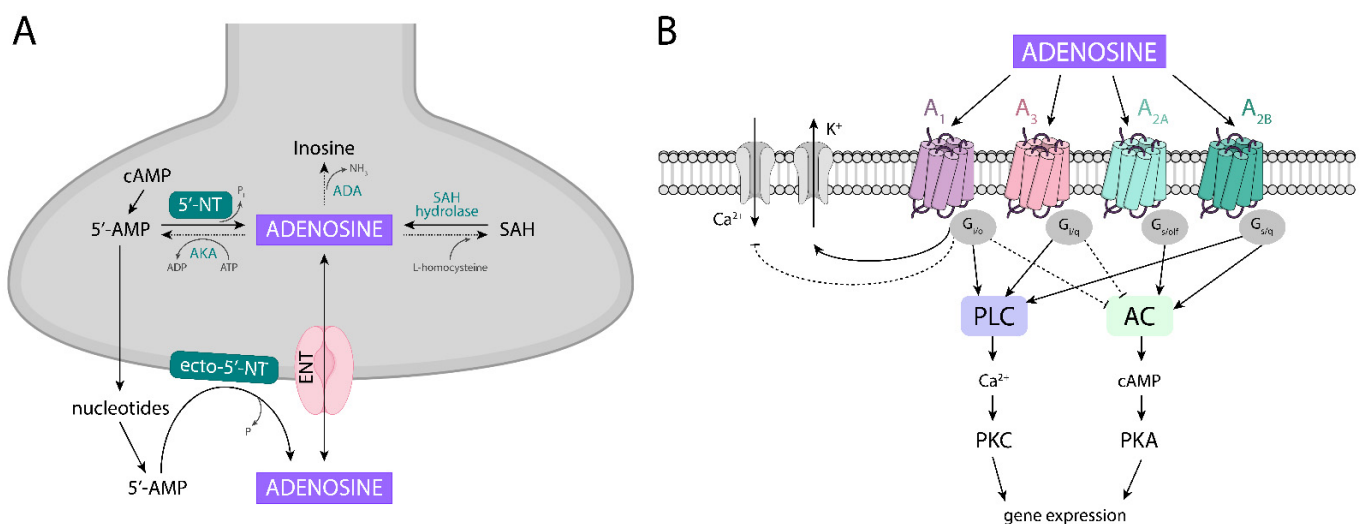 A
Inosine
NH₃
ADA
cAMP
5'-NT
Pᵢ
5'-AMP
ADENOSINE
SAH
hydrolase
SAH
AKA
ADP
ATP
L-homocysteine
ENT
ecto-5'-NT
nucleotides
P
5'-AMP
ADENOSINE
B
ADENOSINE
A₁
A₃
A₂A
A₂B
K⁺
Ca²⁺
Gi/o
Gi/q
Gs/olf
Gs/q
PLC
AC
Ca²⁺
cAMP
PKC
PKA
gene expression